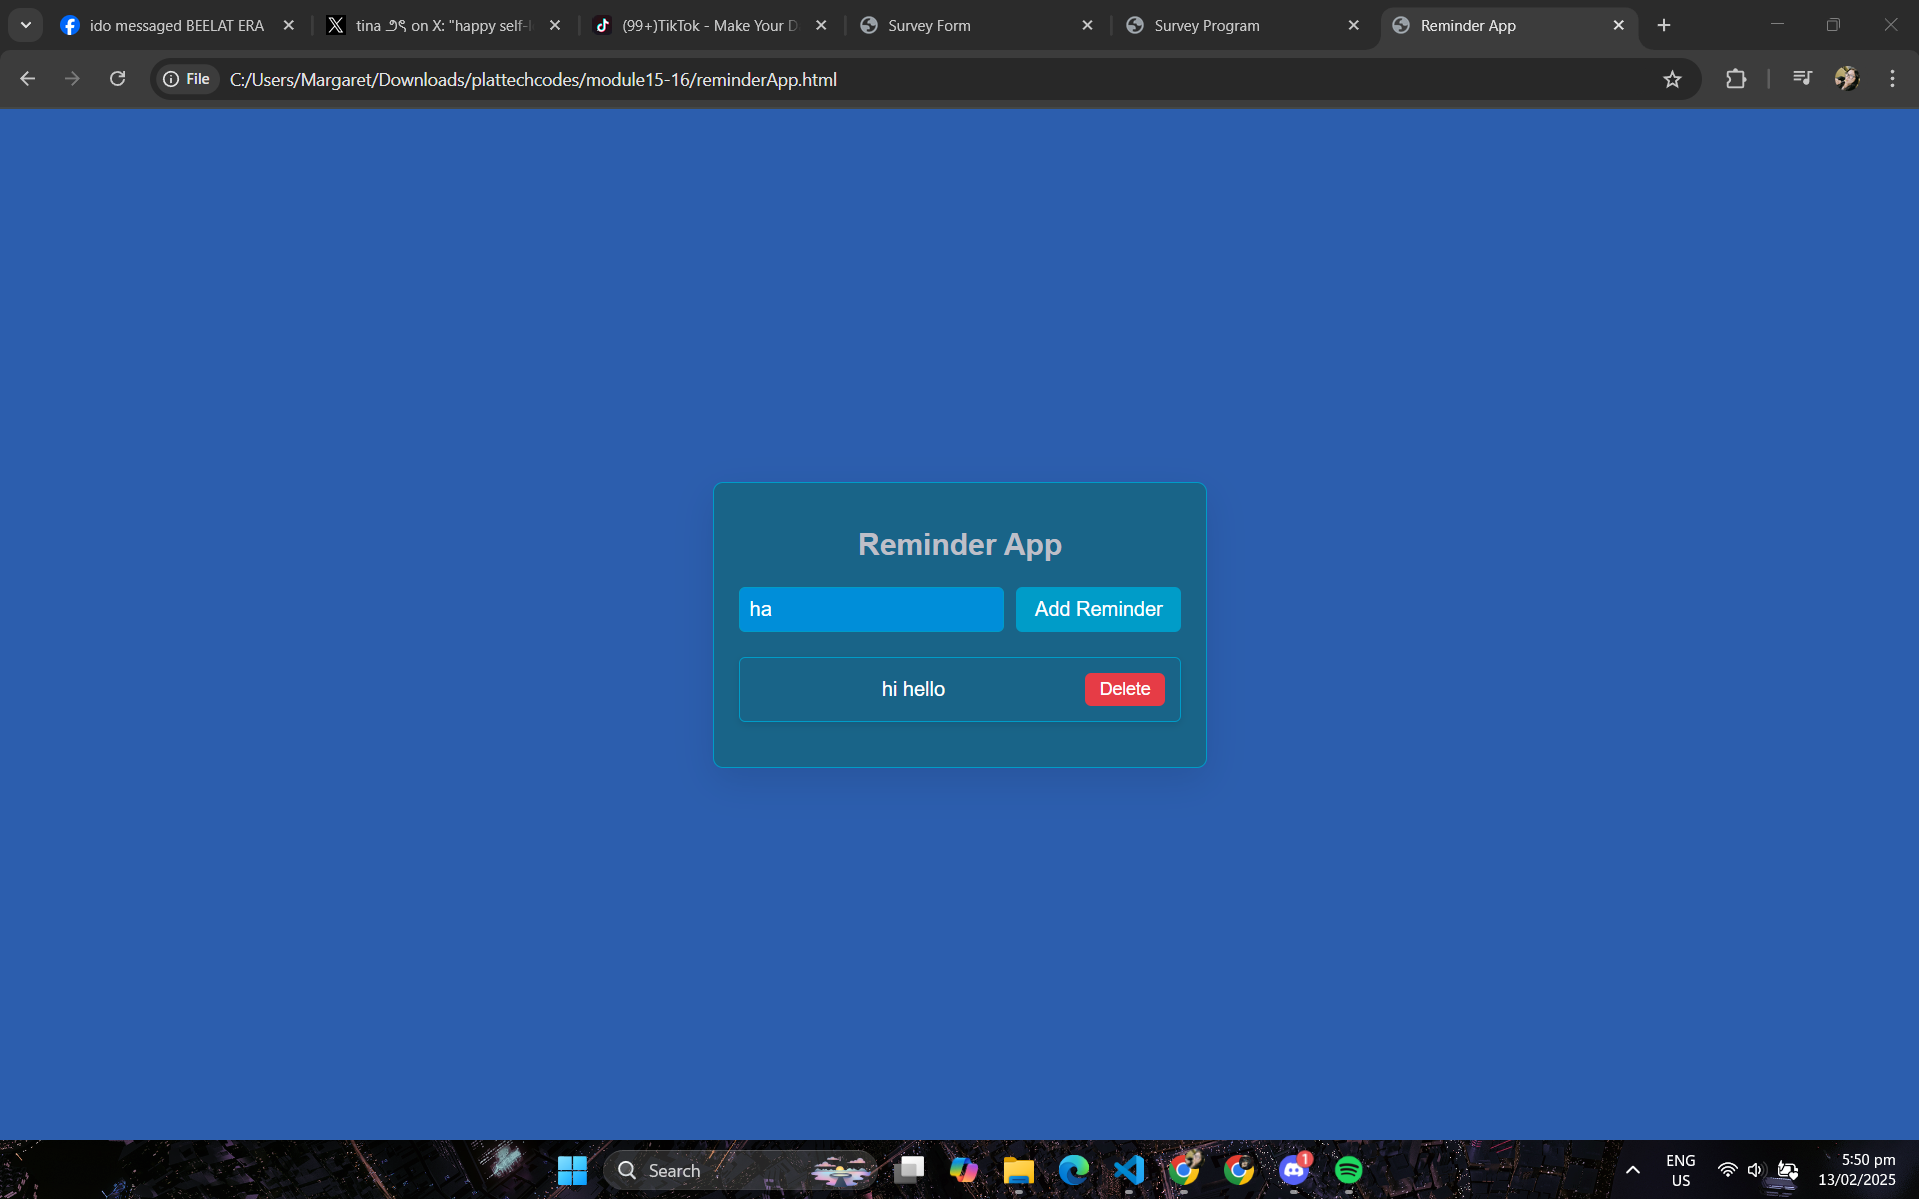 ido messaged BEELAT ERA
tina ౨ৎ on X: "happy self-l
(99+)TikTok - Make Your D
Survey Form
Survey Program
Reminder App
File
C:/Users/Margaret/Downloads/plattechcodes/module15-16/reminderApp.html
Reminder App
ha
Add Reminder
hi hello
Delete
Search
1
ENG
US
5:50 pm
13/02/2025